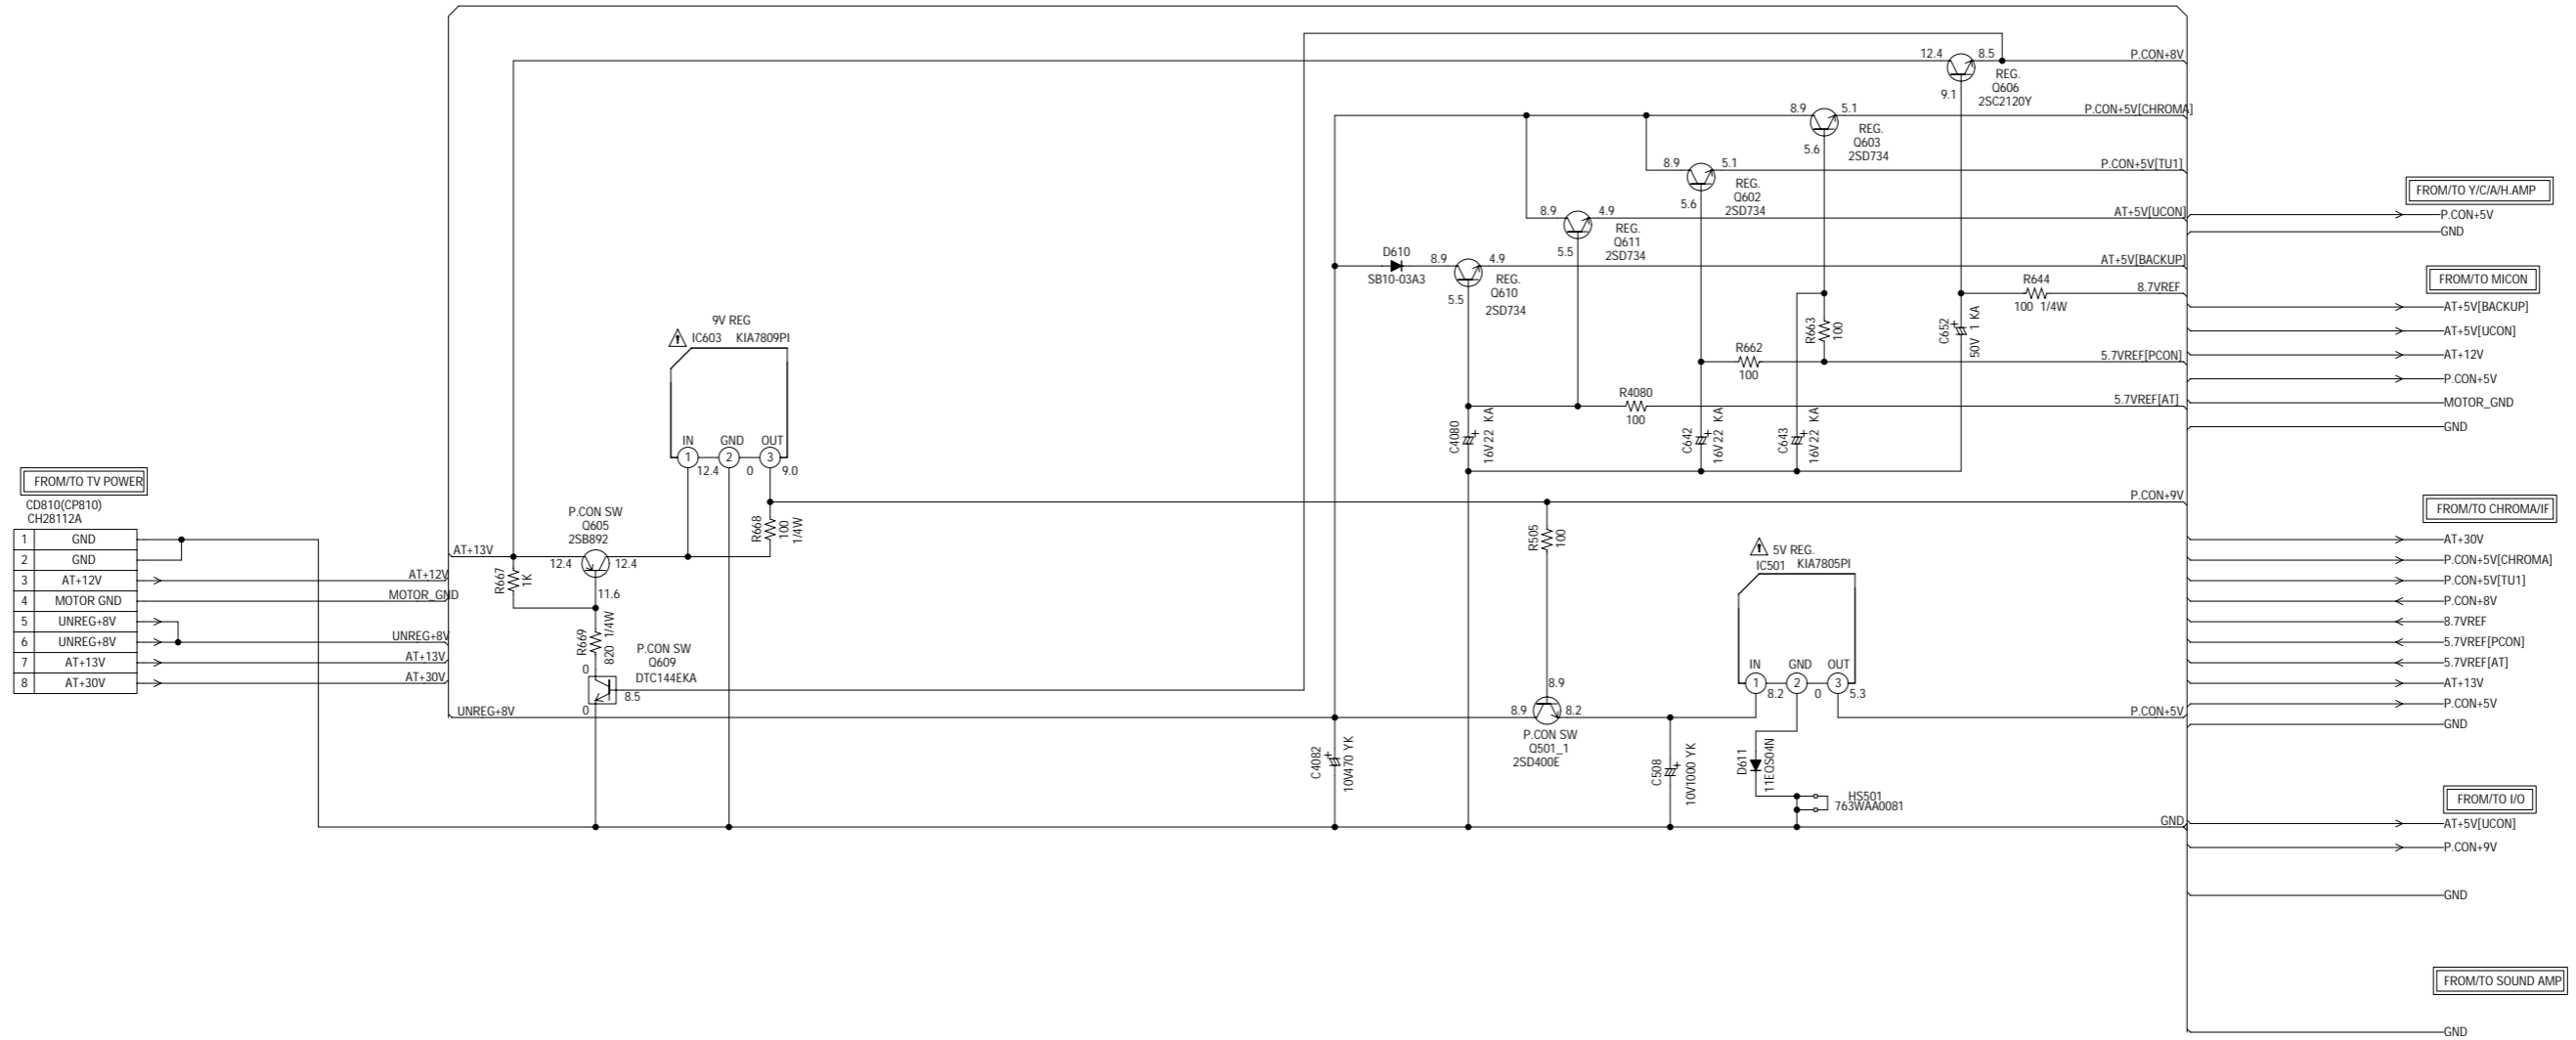 FROM/TO TV POWER
CD810(CP810)
CH28112A
1 GND
2 GND
3 AT+12V
4 MOTOR GND
5 UNREG+8V
6 UNREG+8V
7 AT+13V
8 AT+30V
AT+12V
MOTOR_GND
UNREG+8V
AT+13V
AT+30V
AT+13V
UNREG+8V
R667
1K
P.CON SW
Q605
2SB892
12.4
12.4
11.6
R669
820 1/4W
P.CON SW
Q609
DTC144EKA
0
8.5
0
9V REG
IC603 KIA7809PI
IN GND OUT
1 2 3
12.4 0 9.0
R668
100
1/4W
12.4 8.5
P.CON+8V
REG.
Q606
2SC2120Y
9.1
8.9 5.1
P.CON+5V[CHROMA]
REG.
Q603
2SD734
5.6
8.9 5.1
P.CON+5V[TU1]
REG.
Q602
2SD734
5.6
8.9 4.9
AT+5V[UCON]
REG.
Q611
2SD734
5.5
D610
SB10-03A3
8.9 4.9
AT+5V[BACKUP]
REG.
Q610
2SD734
5.5
R644
100 1/4W
8.7VREF
C652
50V 1 KA
R663
100
R662
100
5.7VREF[PCON]
R4080
100
5.7VREF[AT]
C4080
16V22 KA
C642
16V22 KA
C643
16V22 KA
P.CON+9V
R505
100
8.9
8.9 8.2
P.CON SW
Q501_1
2SD400E
5V REG.
IC501 KIA7805PI
IN GND OUT
1 2 3
8.2 0 5.3
P.CON+5V
C4082
10V470 YK
C508
10V1000 YK
D611
11EQS04N
HS501
763WAA0081
GND
FROM/TO Y/C/A/H.AMP
P.CON+5V
GND
FROM/TO MICON
AT+5V[BACKUP]
AT+5V[UCON]
AT+12V
P.CON+5V
MOTOR_GND
GND
FROM/TO CHROMA/IF
AT+30V
P.CON+5V[CHROMA]
P.CON+5V[TU1]
P.CON+8V
8.7VREF
5.7VREF[PCON]
5.7VREF[AT]
AT+13V
P.CON+5V
GND
FROM/TO I/O
AT+5V[UCON]
P.CON+9V
GND
FROM/TO SOUND AMP
GND